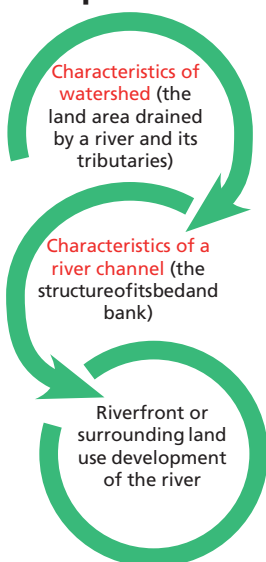 Characteristics of
watershed (the
land area drained
by a river and its
tributaries)
Characteristics of a
river channel (the
structureofitsbedand
bank)
Riverfront or
surrounding land
use development
of the river